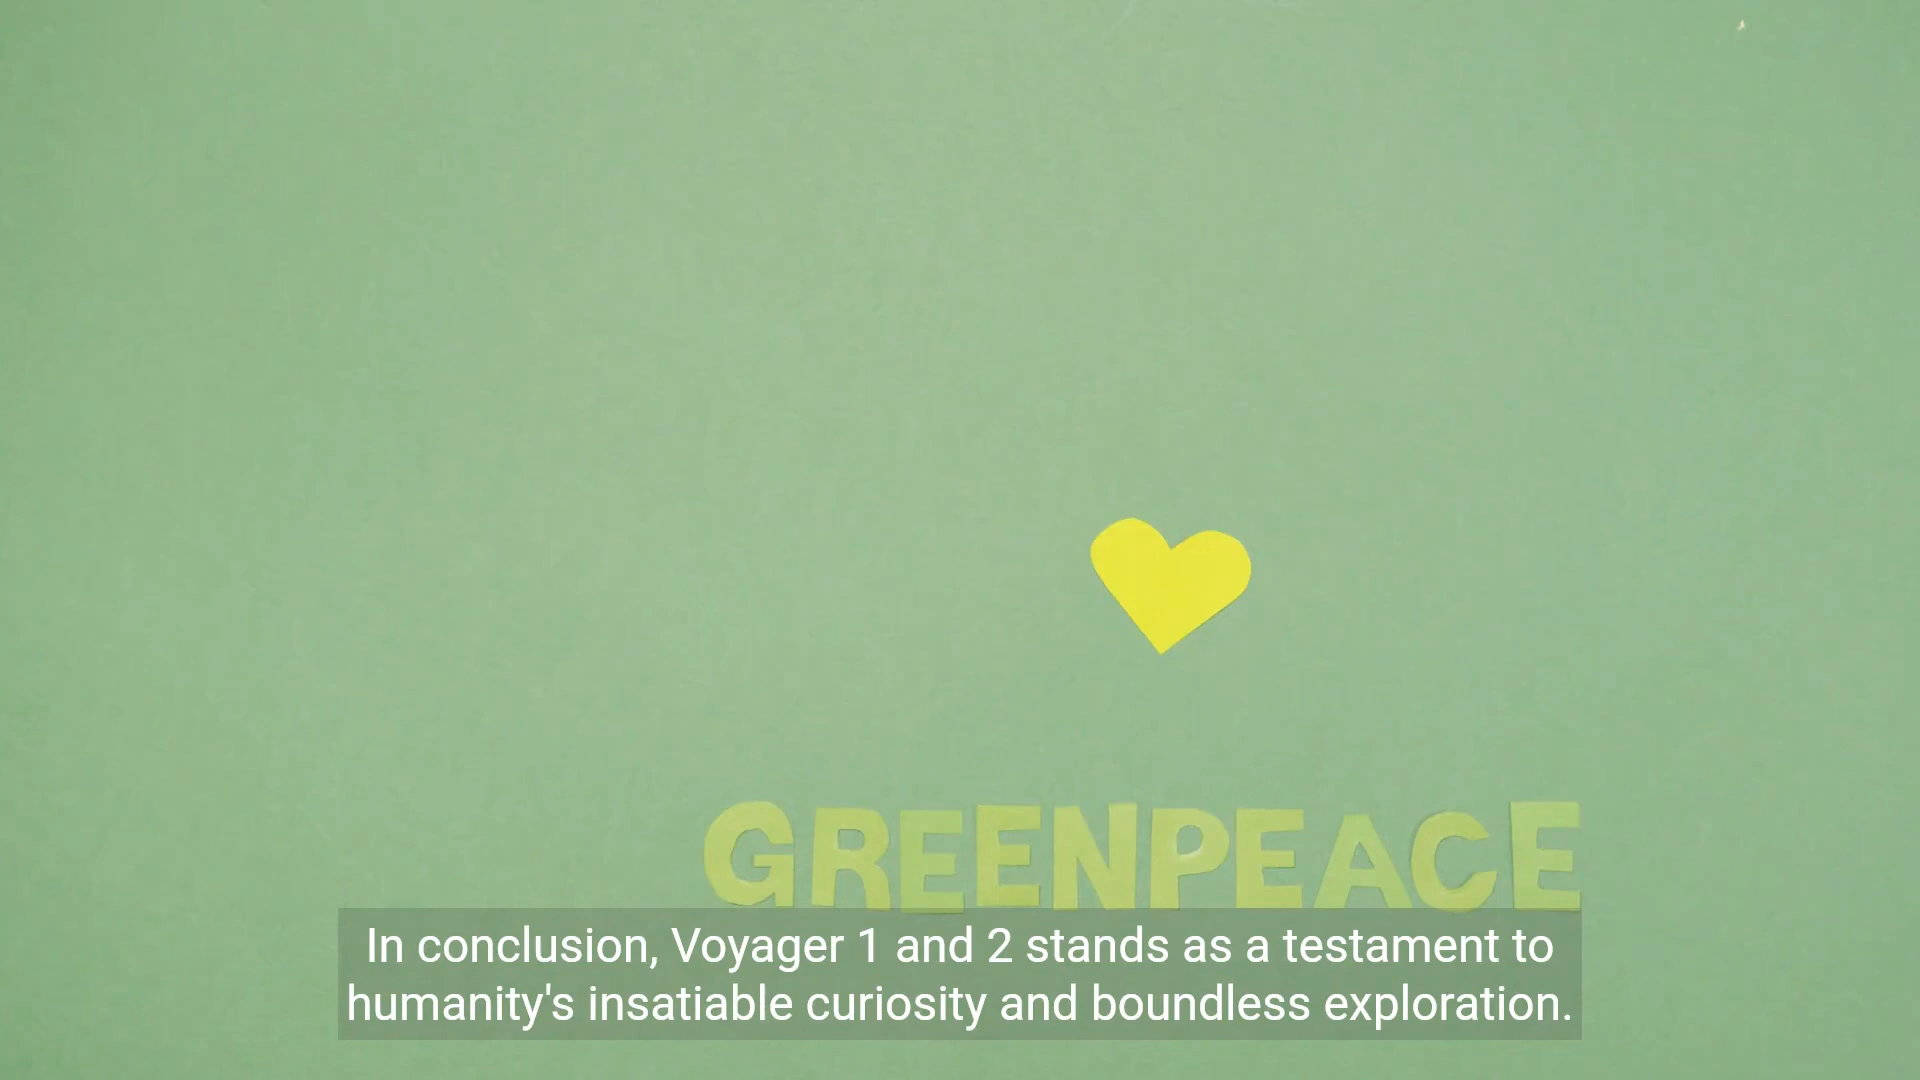 GREENPEACE
In conclusion, Voyager 1 and 2 stands as a testament to
humanity's insatiable curiosity and boundless exploration.